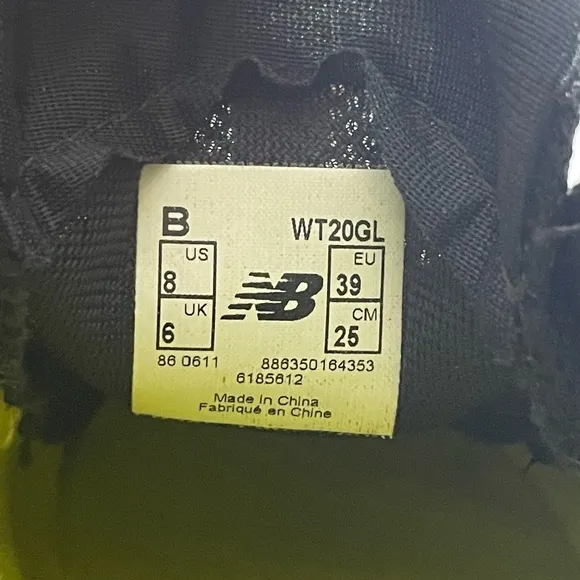 B WT20GL
US EU
8 39
NB
UK CM
6 25
86 0611 886350164353
6185612
Made in China
Fabriqué en Chine